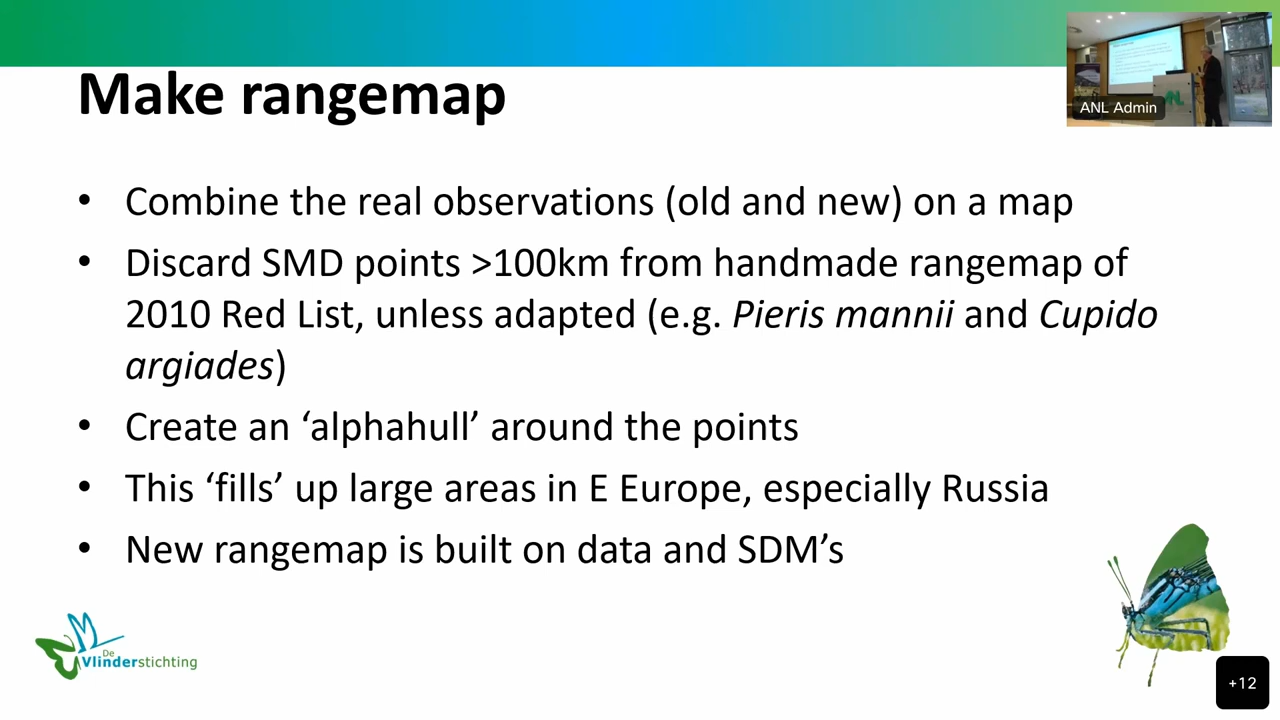 Make rangemap
ANL Admin
• Combine the real observations (old and new) on a map
• Discard SMD points >100km from handmade rangemap of
2010 Red List, unless adapted (e.g. Pieris mannii and Cupido
argiades)
• Create an ‘alphahull’ around the points
• This ‘fills’ up large areas in E Europe, especially Russia
• New rangemap is built on data and SDM’s
De
Vlinderstichting
+12